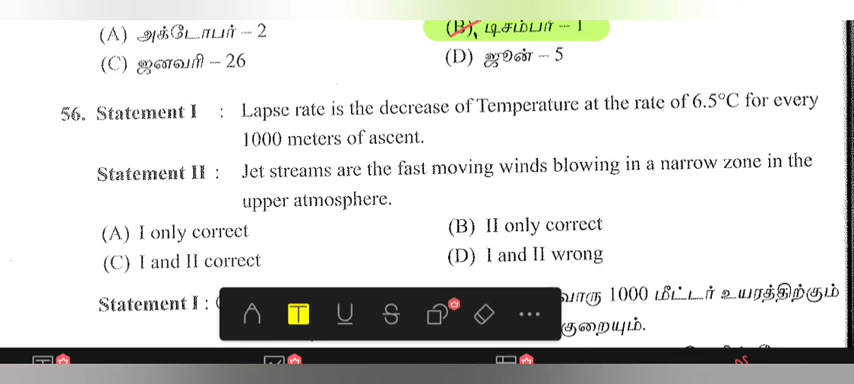 (A) அக்டோபர் – 2
(B) டிசம்பர் – 1
(C) ஜனவரி – 26
(D) ஜூன் – 5
56. Statement I : Lapse rate is the decrease of Temperature at the rate of 6.5°C for every
1000 meters of ascent.
Statement II : Jet streams are the fast moving winds blowing in a narrow zone in the
upper atmosphere.
(A) I only correct
(B) II only correct
(C) I and II correct
(D) I and II wrong
Statement I : 1000 மீட்டர் உயரத்திற்கும்
குறையும்.